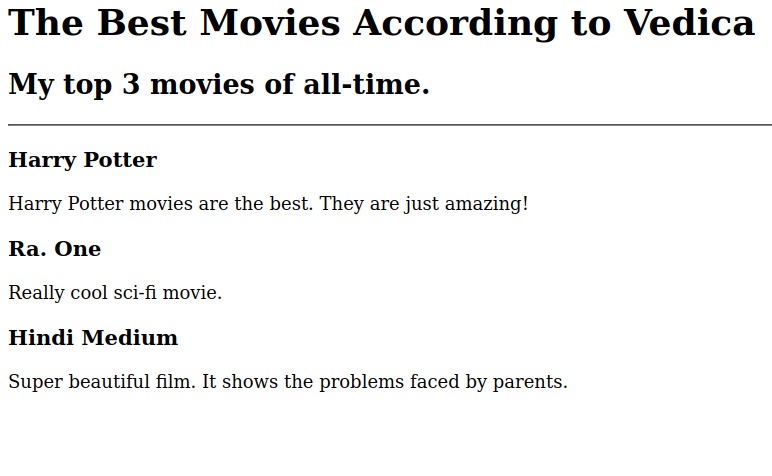 The Best Movies According to Vedica
My top 3 movies of all-time.
Harry Potter
Harry Potter movies are the best. They are just amazing!
Ra. One
Really cool sci-fi movie.
Hindi Medium
Super beautiful film. It shows the problems faced by parents.